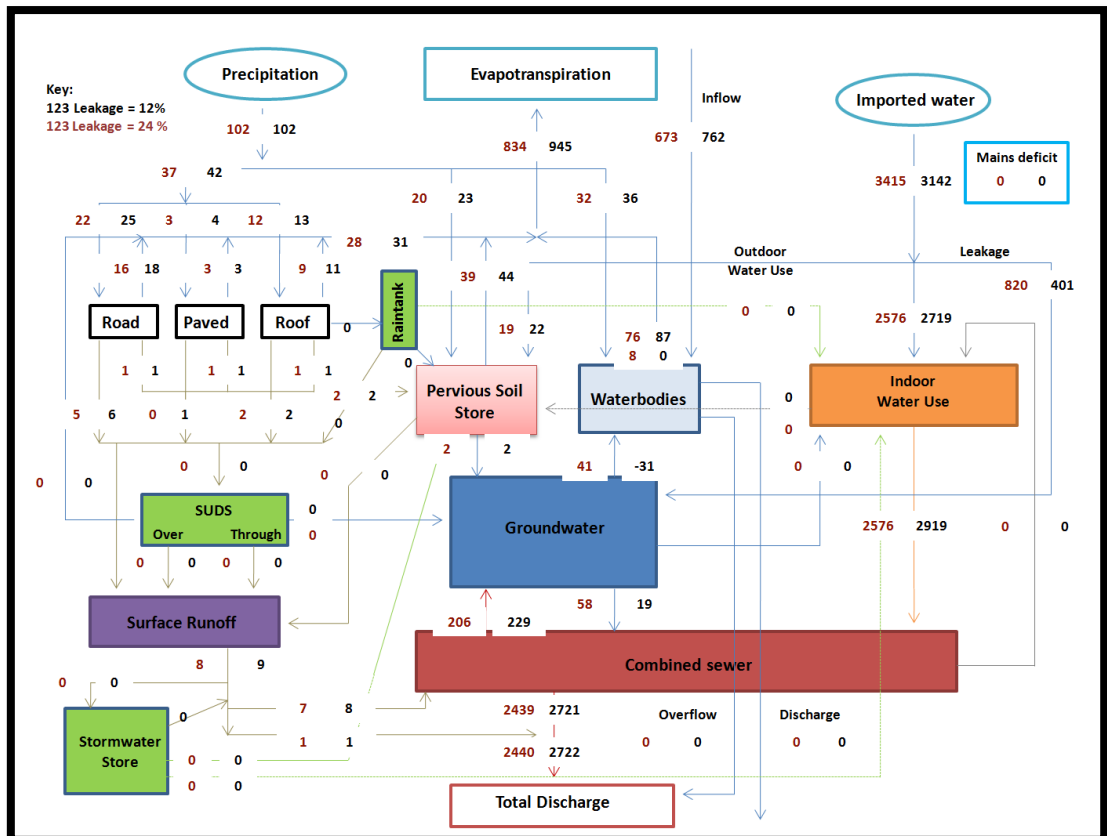 Precipitation
Evapotranspiration
Inflow
Imported water
Key:
123 Leakage = 12%
123 Leakage = 24 %
102 102
673 762
834 945
Mains deficit
0 0
3415 3142
37 42
20 23
32 36
22 25 3 4 12 13
28 31
Outdoor
Water Use
Leakage
16 18 3 3 9 11
39 44
820 401
Raintank
0 0
Road
Paved
Roof
0
19 22
2576 2719
76 87
8 0
0
1 1 1 1 1 1
2 2
Pervious Soil
Store
Waterbodies
Indoor
Water Use
0
0
5 6 0 1 2 2
0
2 2
41 -31
0 0
0 0
0 0
0 0
SUDS
Over Through
0
0
Groundwater
2576 2919
0 0
0 0 0 0
58 19
206 229
Surface Runoff
Combined sewer
8 9
0 0
0
7 8
1 1
2439 2721
2440 2722
Overflow
0 0
Discharge
0 0
Stormwater
Store
0 0
0 0
Total Discharge